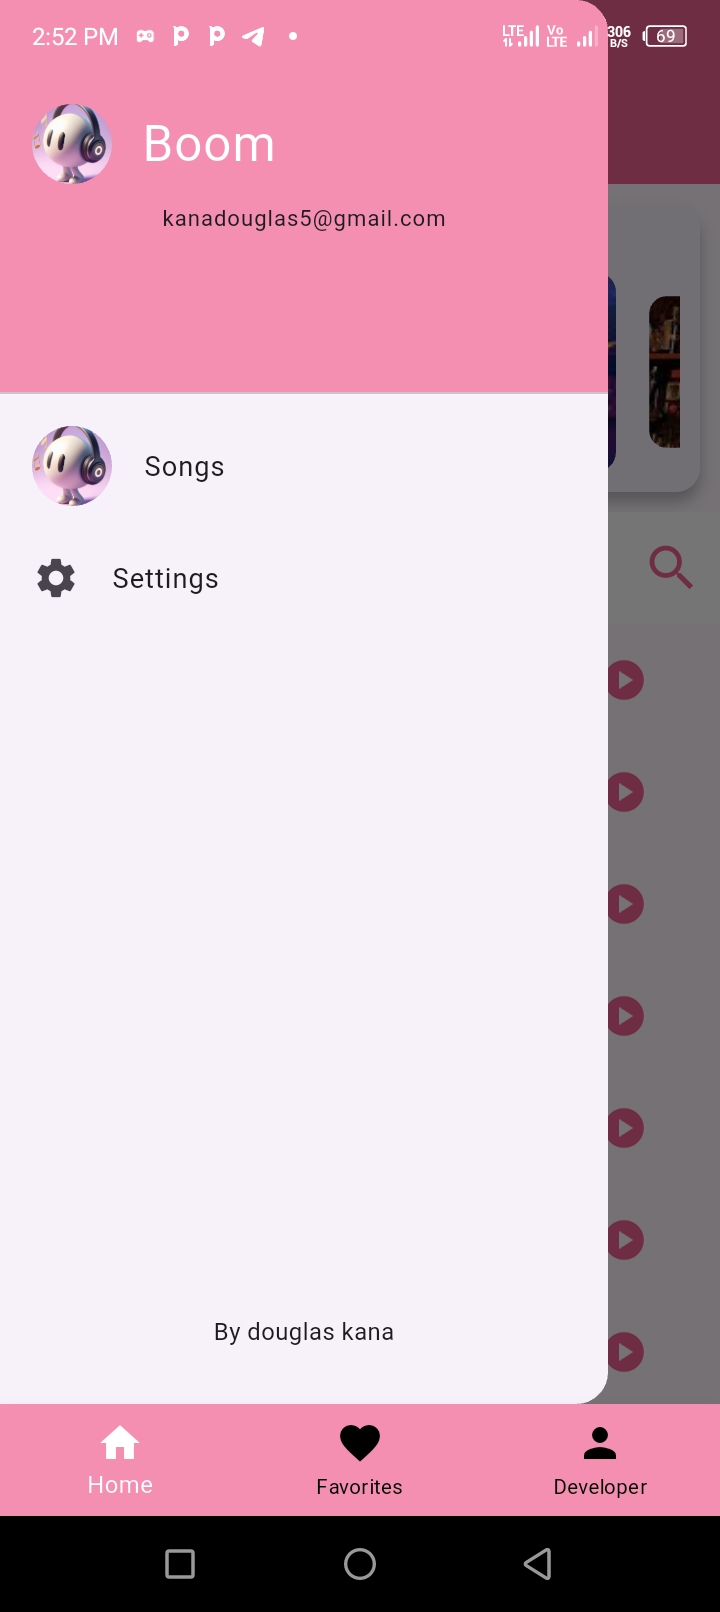 2:52 PM
LTE
Vo
LTE
306
B/S
69
Boom
kanadouglas5@gmail.com
Songs
Settings
By douglas kana
Home
Favorites
Developer